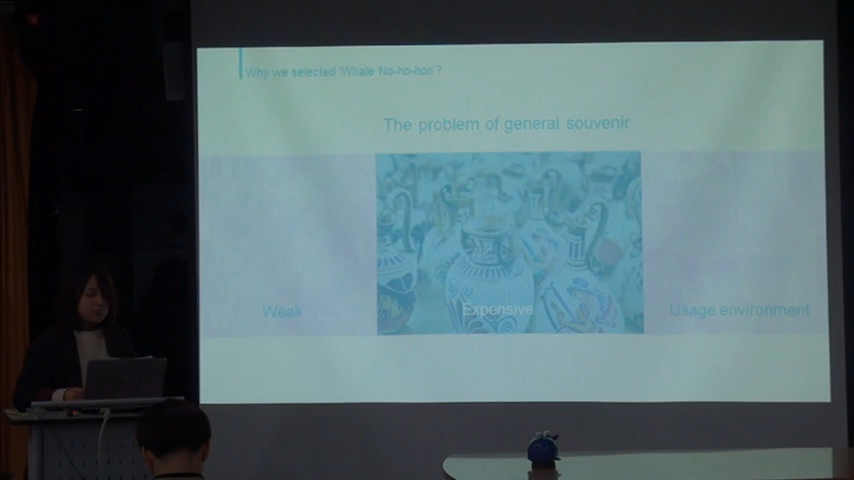 Why we selected 'Whale No-ho-hon'?
The problem of general souvenir
Weak
Expensive
Usage environment